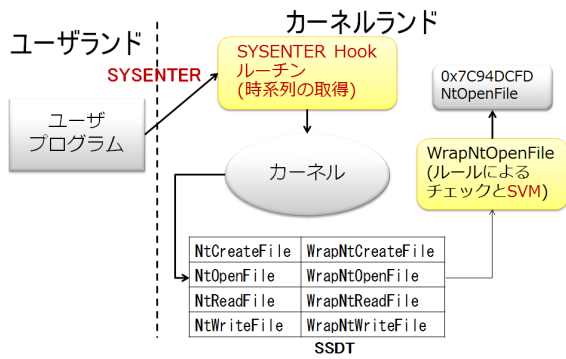 ユーザランド
カーネルランド
SYSENTER
SYSENTER Hook
ルーチン
(時系列の取得)
0x7C94DCFD
NtOpenFile
ユーザ
プログラム
カーネル
WrapNtOpenFile
(ルールによる
チェックとSVM)
NtCreateFile WrapNtCreateFile
NtOpenFile WrapNtOpenFile
NtReadFile WrapNtReadFile
NtWriteFile WrapNtWriteFile
SSDT